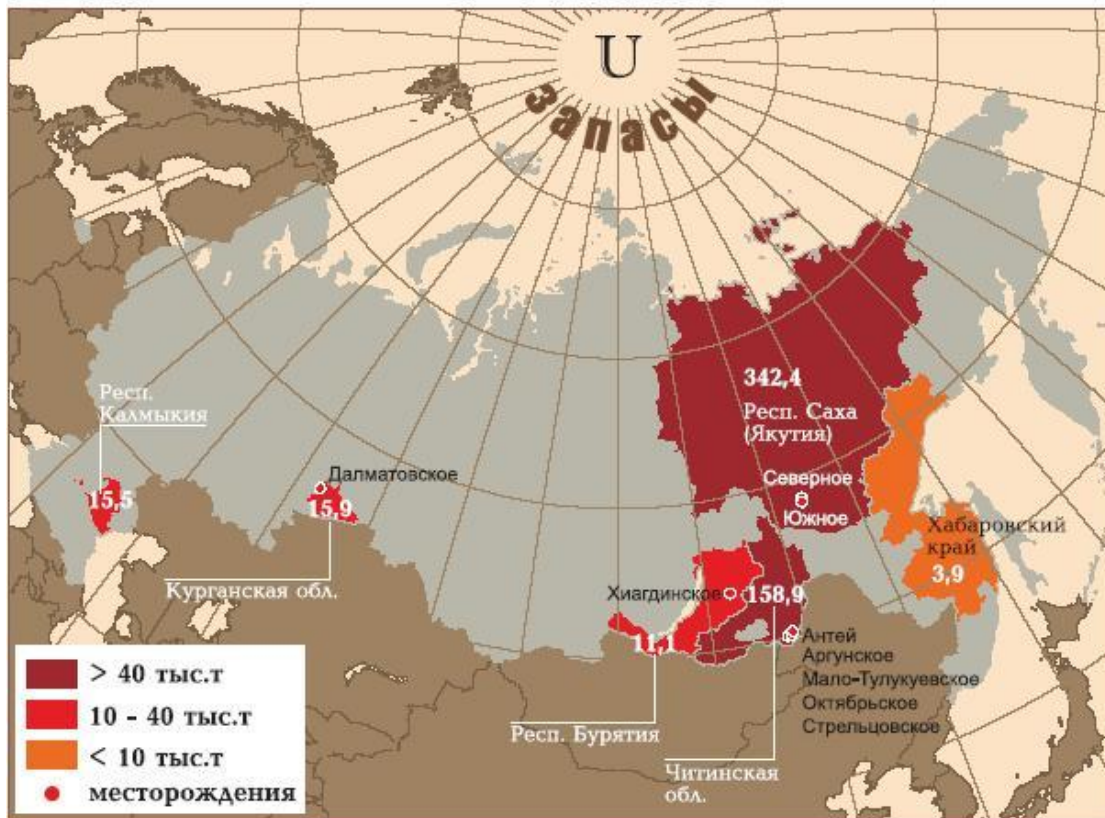 U
Запасы
342,4
Респ. Саха
(Якутия)
Респ.
Калмыкия
15,5
Далматовское
15,9
Курганская обл.
Северное
Южное
Хабаровский
край
3,9
Хиагдинское
158,9
11,1
Антей
Аргунское
Мало-Тулукуевское
Октябрьское
Стрельцовское
Респ. Бурятия
Читинская
обл.
> 40 тыс.т
10 - 40 тыс.т
< 10 тыс.т
месторождения